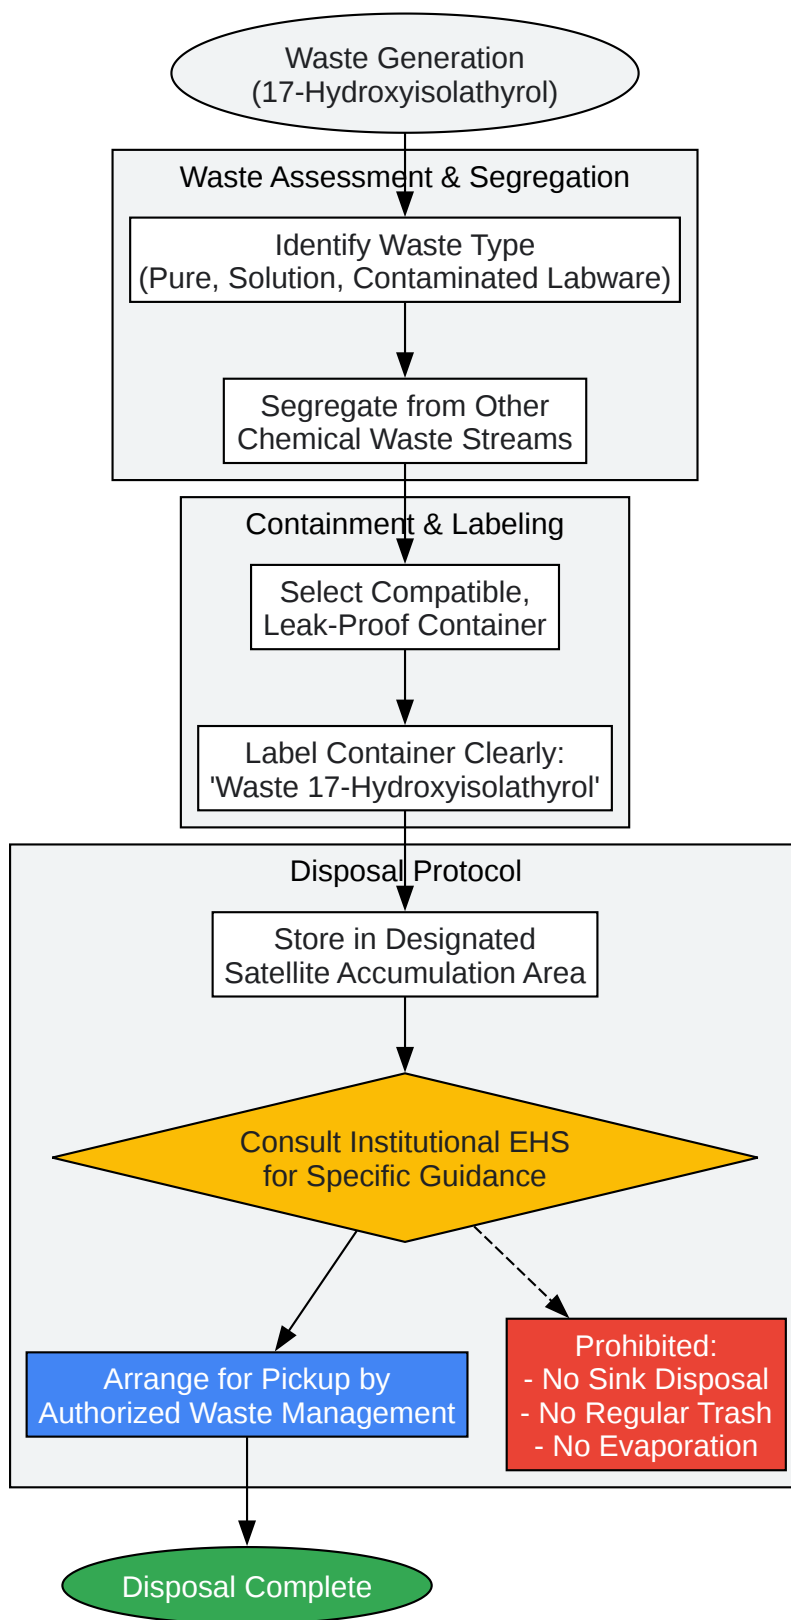 Waste Generation
(17-Hydroxyisolathyrol)
Waste Assessment & Segregation
Identify Waste Type
(Pure, Solution, Contaminated Labware)
Segregate from Other
Chemical Waste Streams
Containment & Labeling
Select Compatible,
Leak-Proof Container
Label Container Clearly:
'Waste 17-Hydroxyisolathyrol'
Disposal Protocol
Store in Designated
Satellite Accumulation Area
Consult Institutional EHS
for Specific Guidance
Arrange for Pickup by
Authorized Waste Management
Prohibited:
- No Sink Disposal
- No Regular Trash
- No Evaporation
Disposal Complete